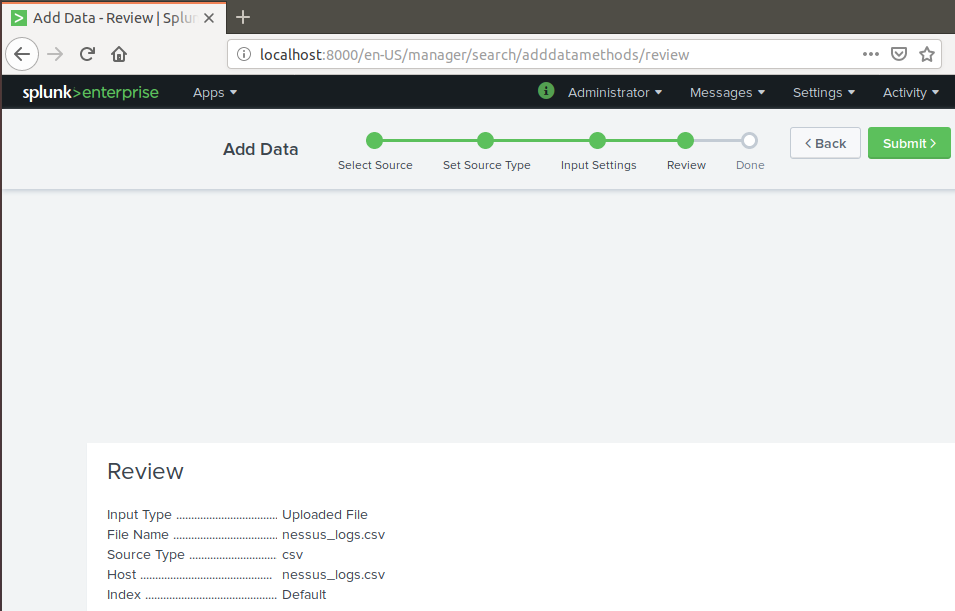 Add Data - Review | Splun
localhost:8000/en-US/manager/search/adddatamethods/review
splunk>enterprise Apps Administrator Messages Settings Activity
Add Data
Select Source Set Source Type Input Settings Review Done
< Back Submit >
Review
Input Type .................................. Uploaded File
File Name ................................... nessus_logs.csv
Source Type ............................. csv
Host ............................................ nessus_logs.csv
Index ............................................ Default